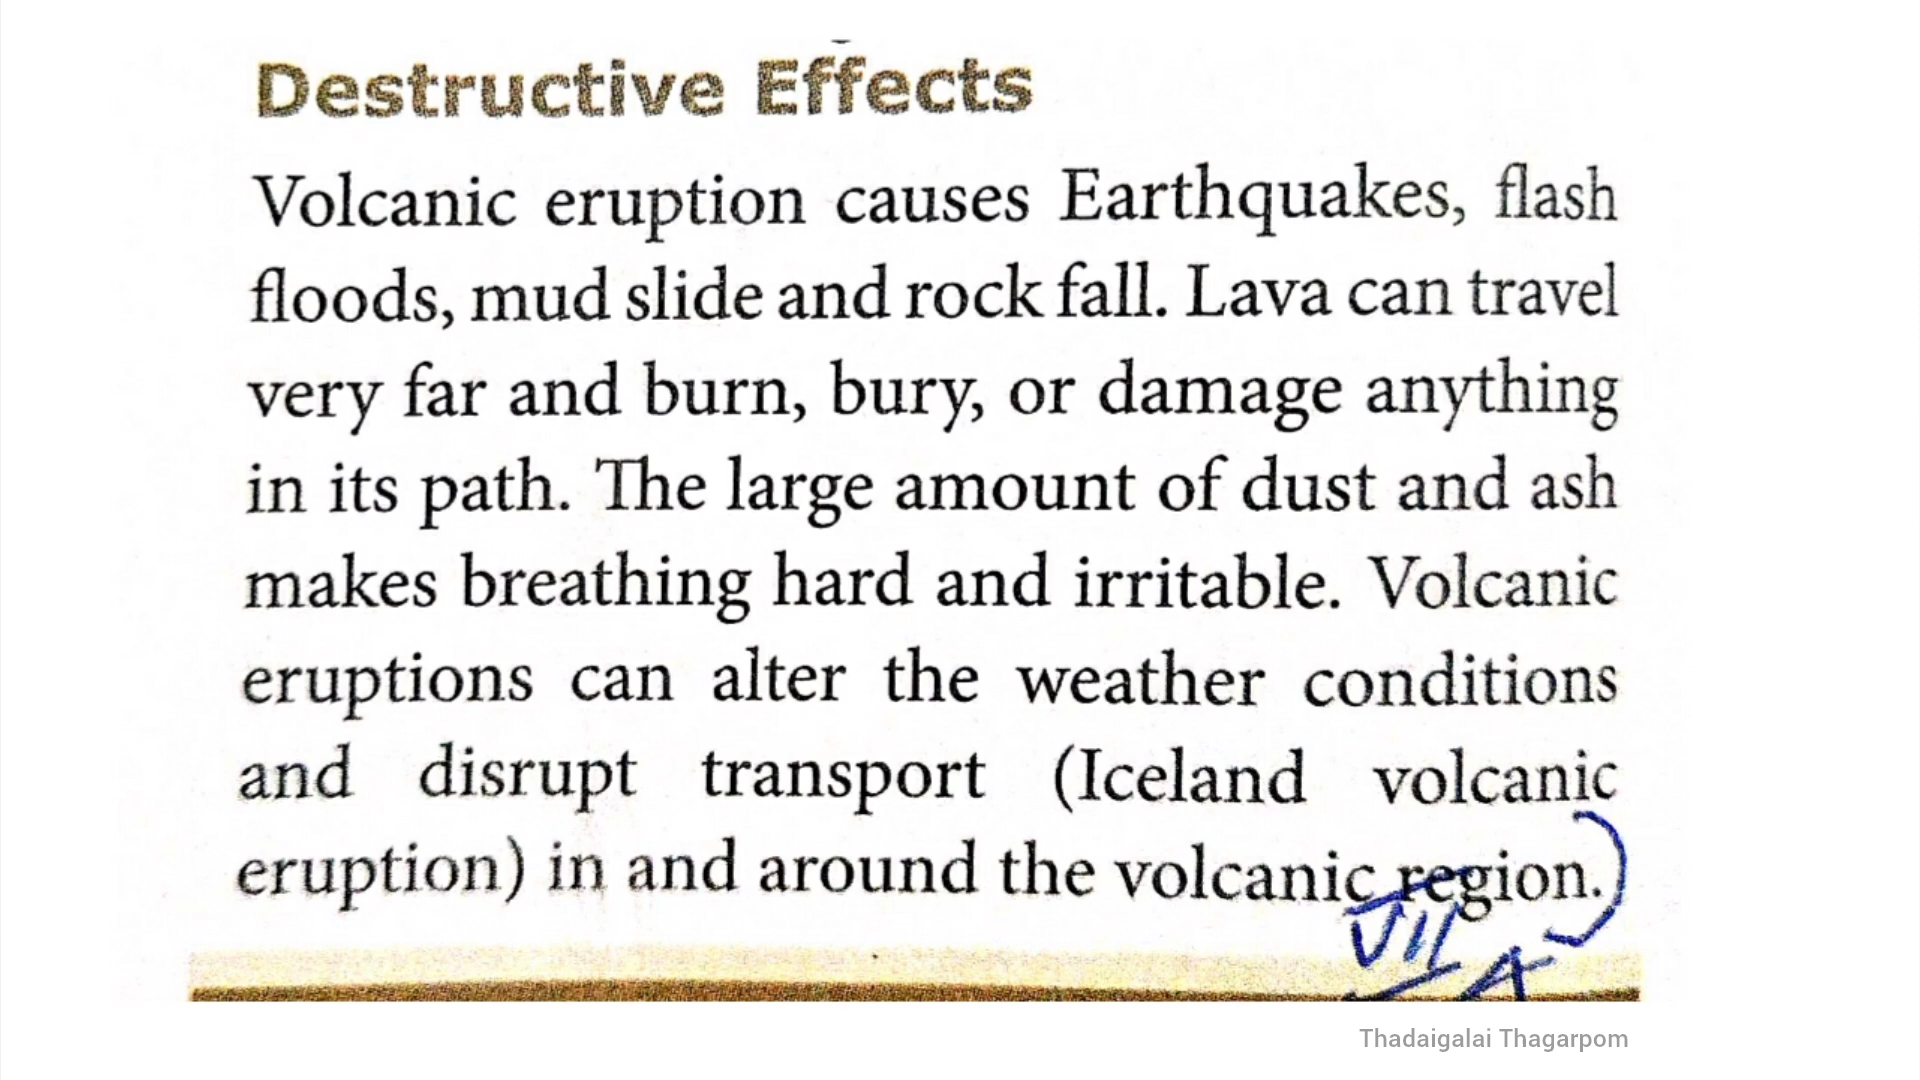 Destructive Effects
Volcanic eruption causes Earthquakes, flash
floods, mud slide and rock fall. Lava can travel
very far and burn, bury, or damage anything
in its path. The large amount of dust and ash
makes breathing hard and irritable. Volcanic
eruptions can alter the weather conditions
and disrupt transport (Iceland volcanic
eruption) in and around the volcanic region.)
VII
A
Thadaigalai Thagarpom